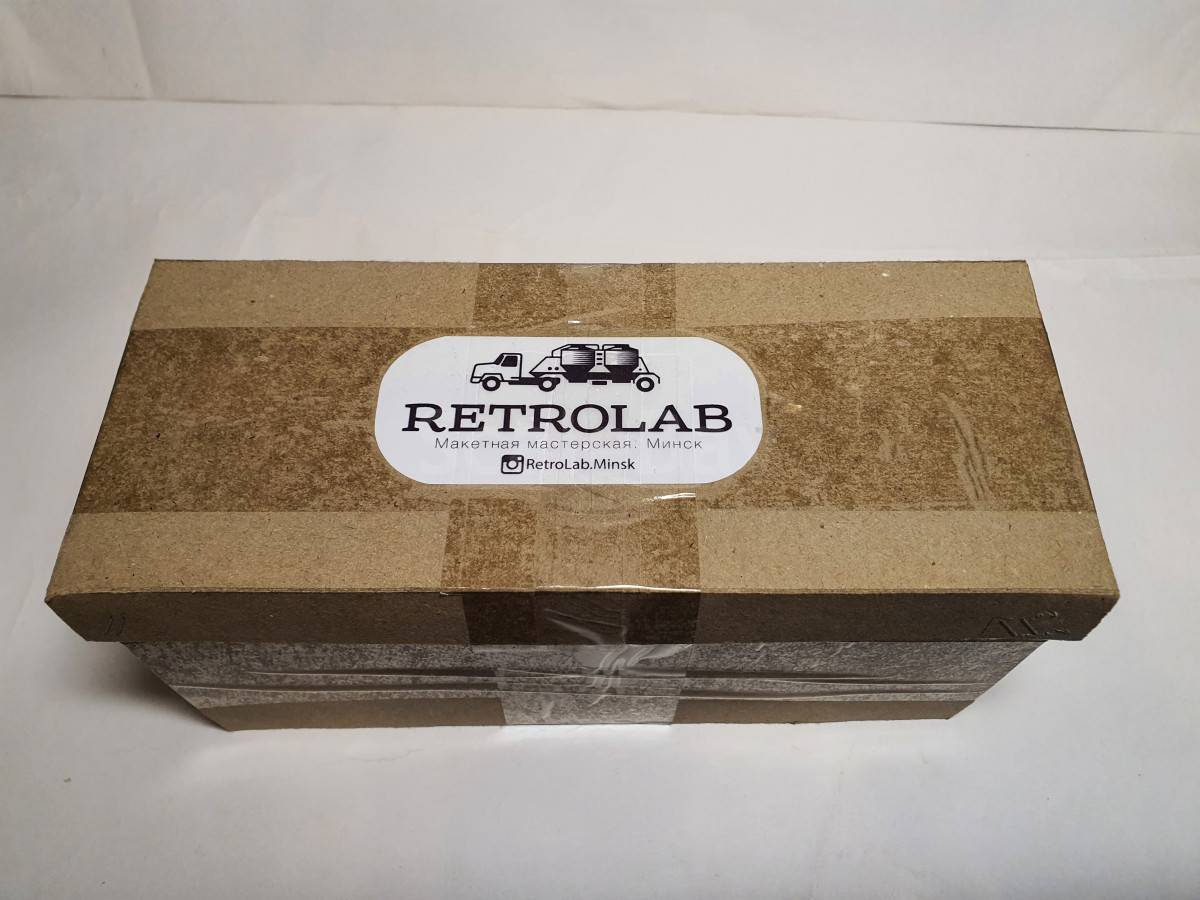 RETROLAB
Макетная мастерская. Минск
RetroLab.Minsk